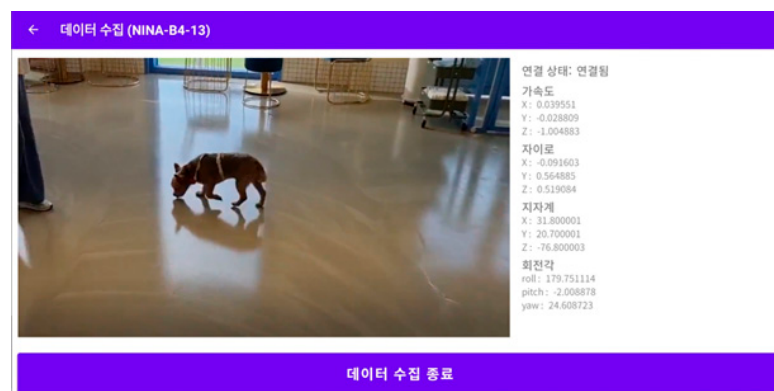 ← 데이터 수집 (NINA-B4-13)
연결 상태: 연결됨
가속도
X: 0.039551
Y: -0.028809
Z: -1.004883
자이로
X: -0.091603
Y: 0.564885
Z: 0.519084
지자계
X: 31.800001
Y: 20.700001
Z: -76.800003
회전각
roll: 179.751114
pitch: -2.008878
yaw: 24.608723
데이터 수집 종료